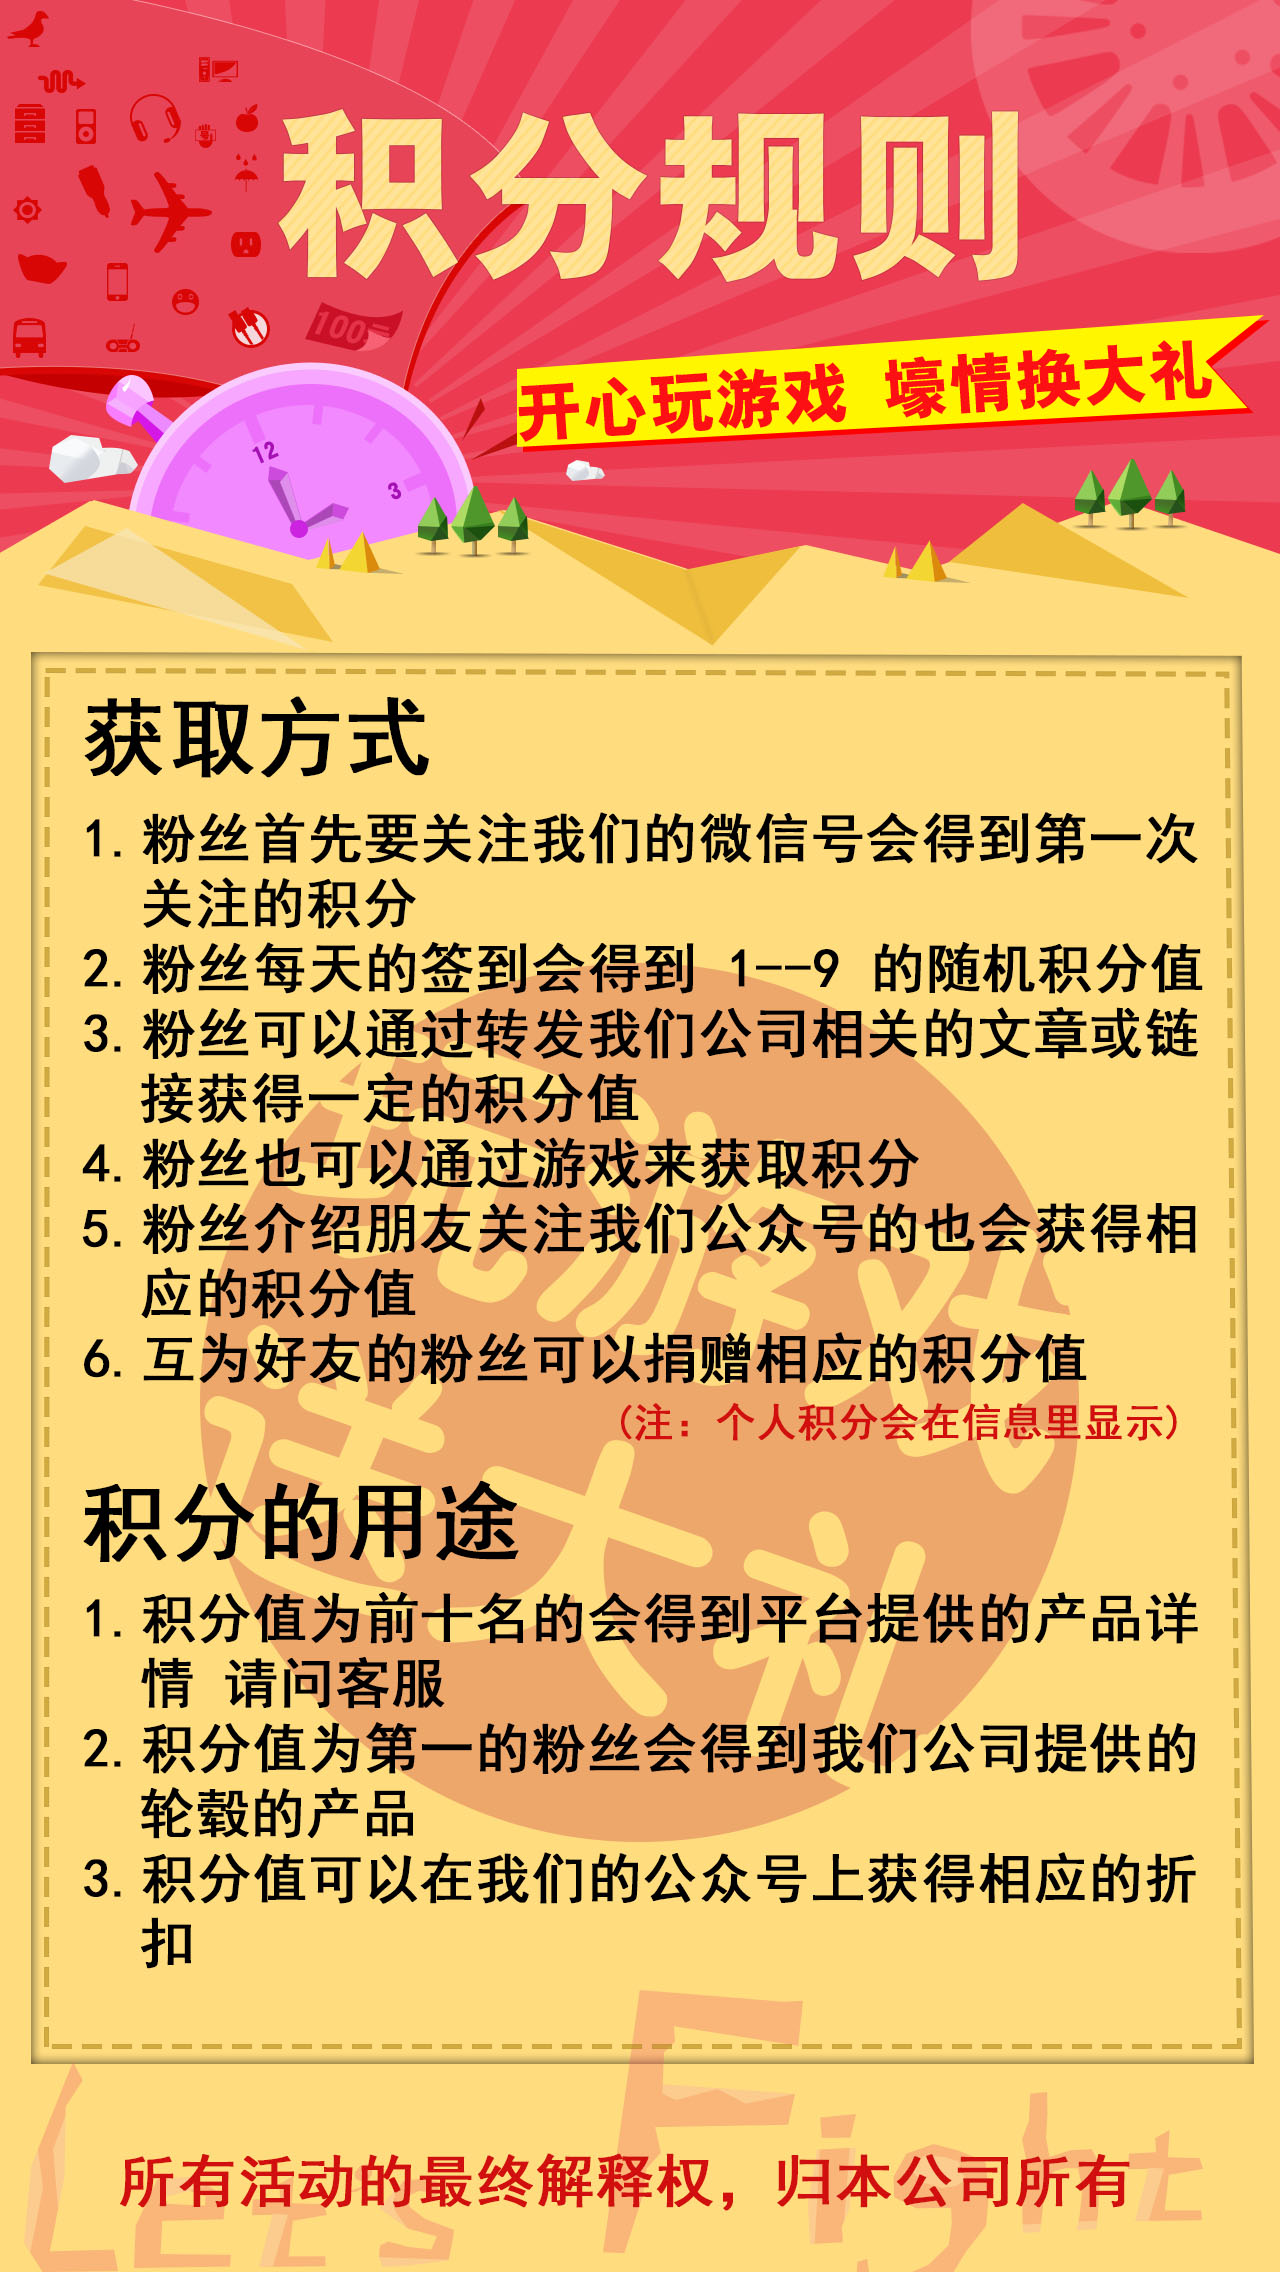 积分规则
开心玩游戏 壕情换大礼
100
12
3
获取方式
1. 粉丝首先要关注我们的微信号会得到第一次
关注的积分
2. 粉丝每天的签到会得到 1--9 的随机积分值
3. 粉丝可以通过转发我们公司相关的文章或链
接获得一定的积分值
4. 粉丝也可以通过游戏来获取积分
5. 粉丝介绍朋友关注我们公众号的也会获得相
应的积分值
6. 互为好友的粉丝可以捐赠相应的积分值
(注：个人积分会在信息里显示)
玩游戏
送大礼
积分的用途
1. 积分值为前十名的会得到平台提供的产品详
情 请问客服
2. 积分值为第一的粉丝会得到我们公司提供的
轮毂的产品
3. 积分值可以在我们的公众号上获得相应的折
扣
Lets Fight
所有活动的最终解释权，归本公司所有